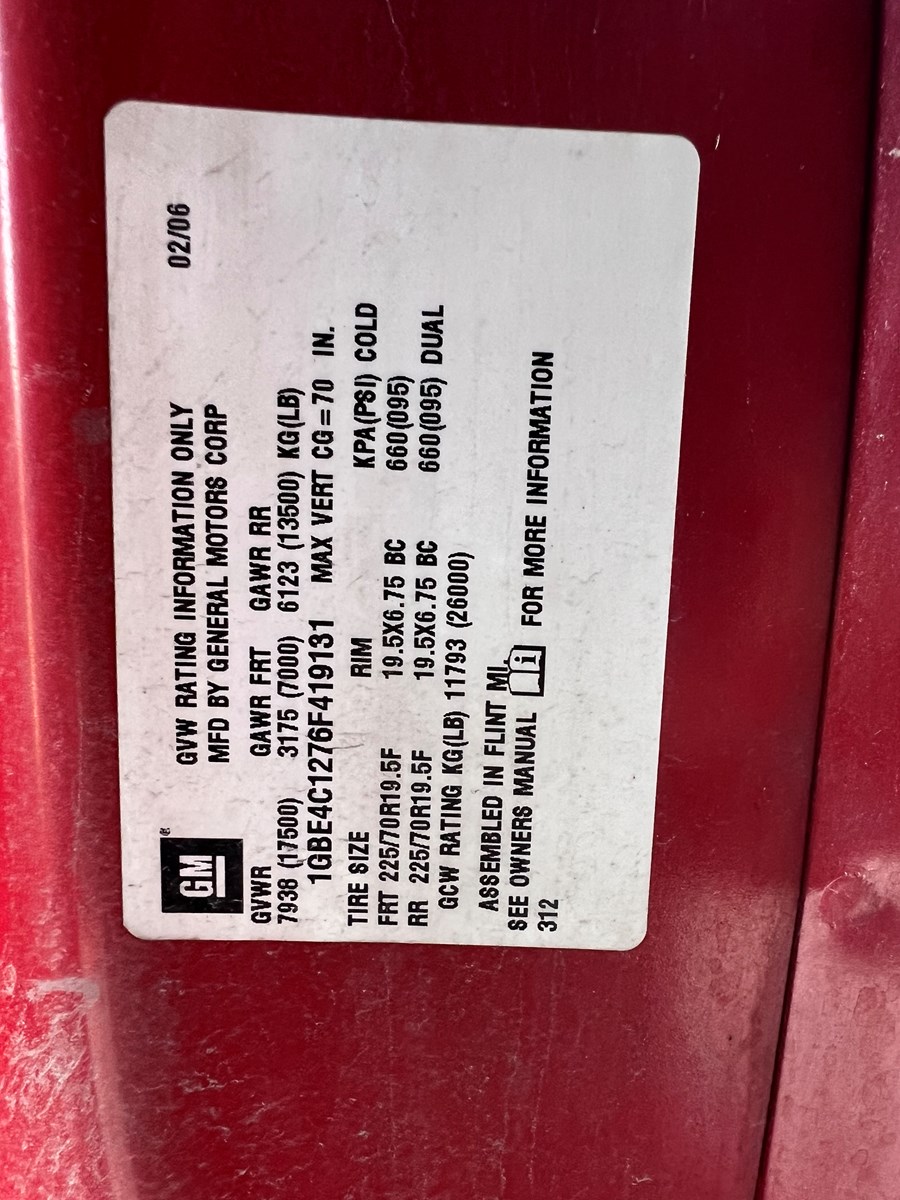 GM®
GVW RATING INFORMATION ONLY 02/06
MFD BY GENERAL MOTORS CORP
GVWR GAWR FRT GAWR RR
7938 (17500) 3175 (7000) 6123 (13500) KG(LB)
1GBE4C1276F419131 MAX VERT CG=70 IN.
TIRE SIZE RIM KPA(PSI) COLD
FRT 225/70R19.5F 19.5X6.75 BC 660(095)
RR 225/70R19.5F 19.5X6.75 BC 660(095) DUAL
GCW RATING KG(LB) 11793 (26000)
ASSEMBLED IN FLINT MI.
SEE OWNERS MANUAL i FOR MORE INFORMATION
312